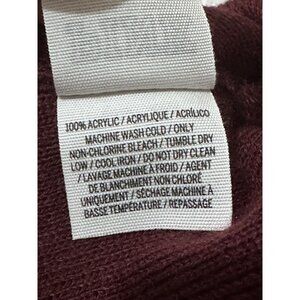 100% ACRYLIC / ACRYLIQUE / ACRÍLICO
MACHINE WASH COLD / ONLY
NON-CHLORINE BLEACH / TUMBLE DRY
LOW / COOL IRON / DO NOT DRY CLEAN
/ LAVAGE MACHINE À FROID / AGENT
DE BLANCHIMENT NON CHLORÉ
UNIQUEMENT / SÉCHAGE MACHINE À
BASSE TEMPÉRATURE / REPASSAGE